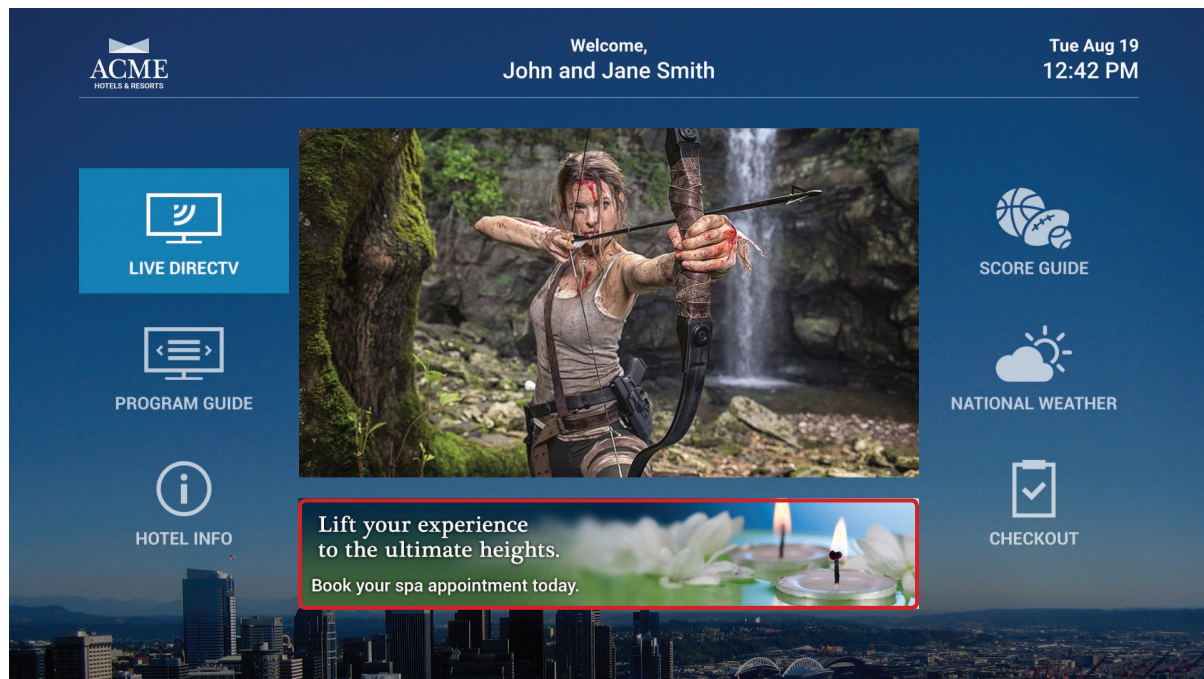 ACME
HOTELS & RESORTS
Welcome,
John and Jane Smith
Tue Aug 19
12:42 PM
LIVE DIRECTV
PROGRAM GUIDE
HOTEL INFO
SCORE GUIDE
NATIONAL WEATHER
CHECKOUT
Lift your experience
to the ultimate heights.
Book your spa appointment today.